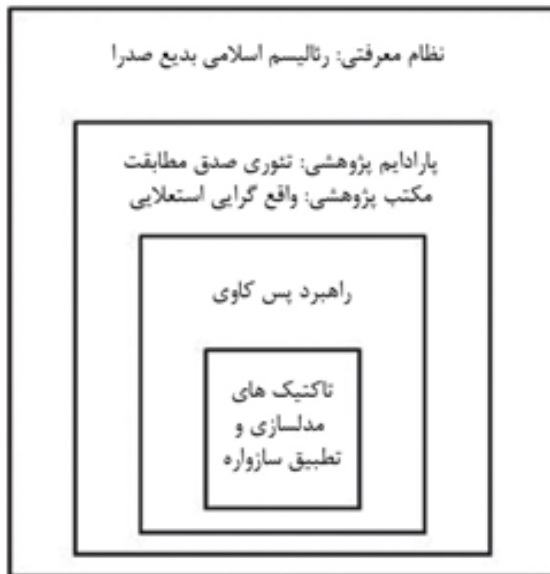 نظام معرفتی: رئالیسم اسلامی بدیع صدرا
پارادایم پژوهشی: تئوری صدق مطابقت
مکتب پژوهشی: واقع گرایی استعلایی
راهبرد پس کاوی
تاکتیک های
مدلسازی و
تطبیق سازواره